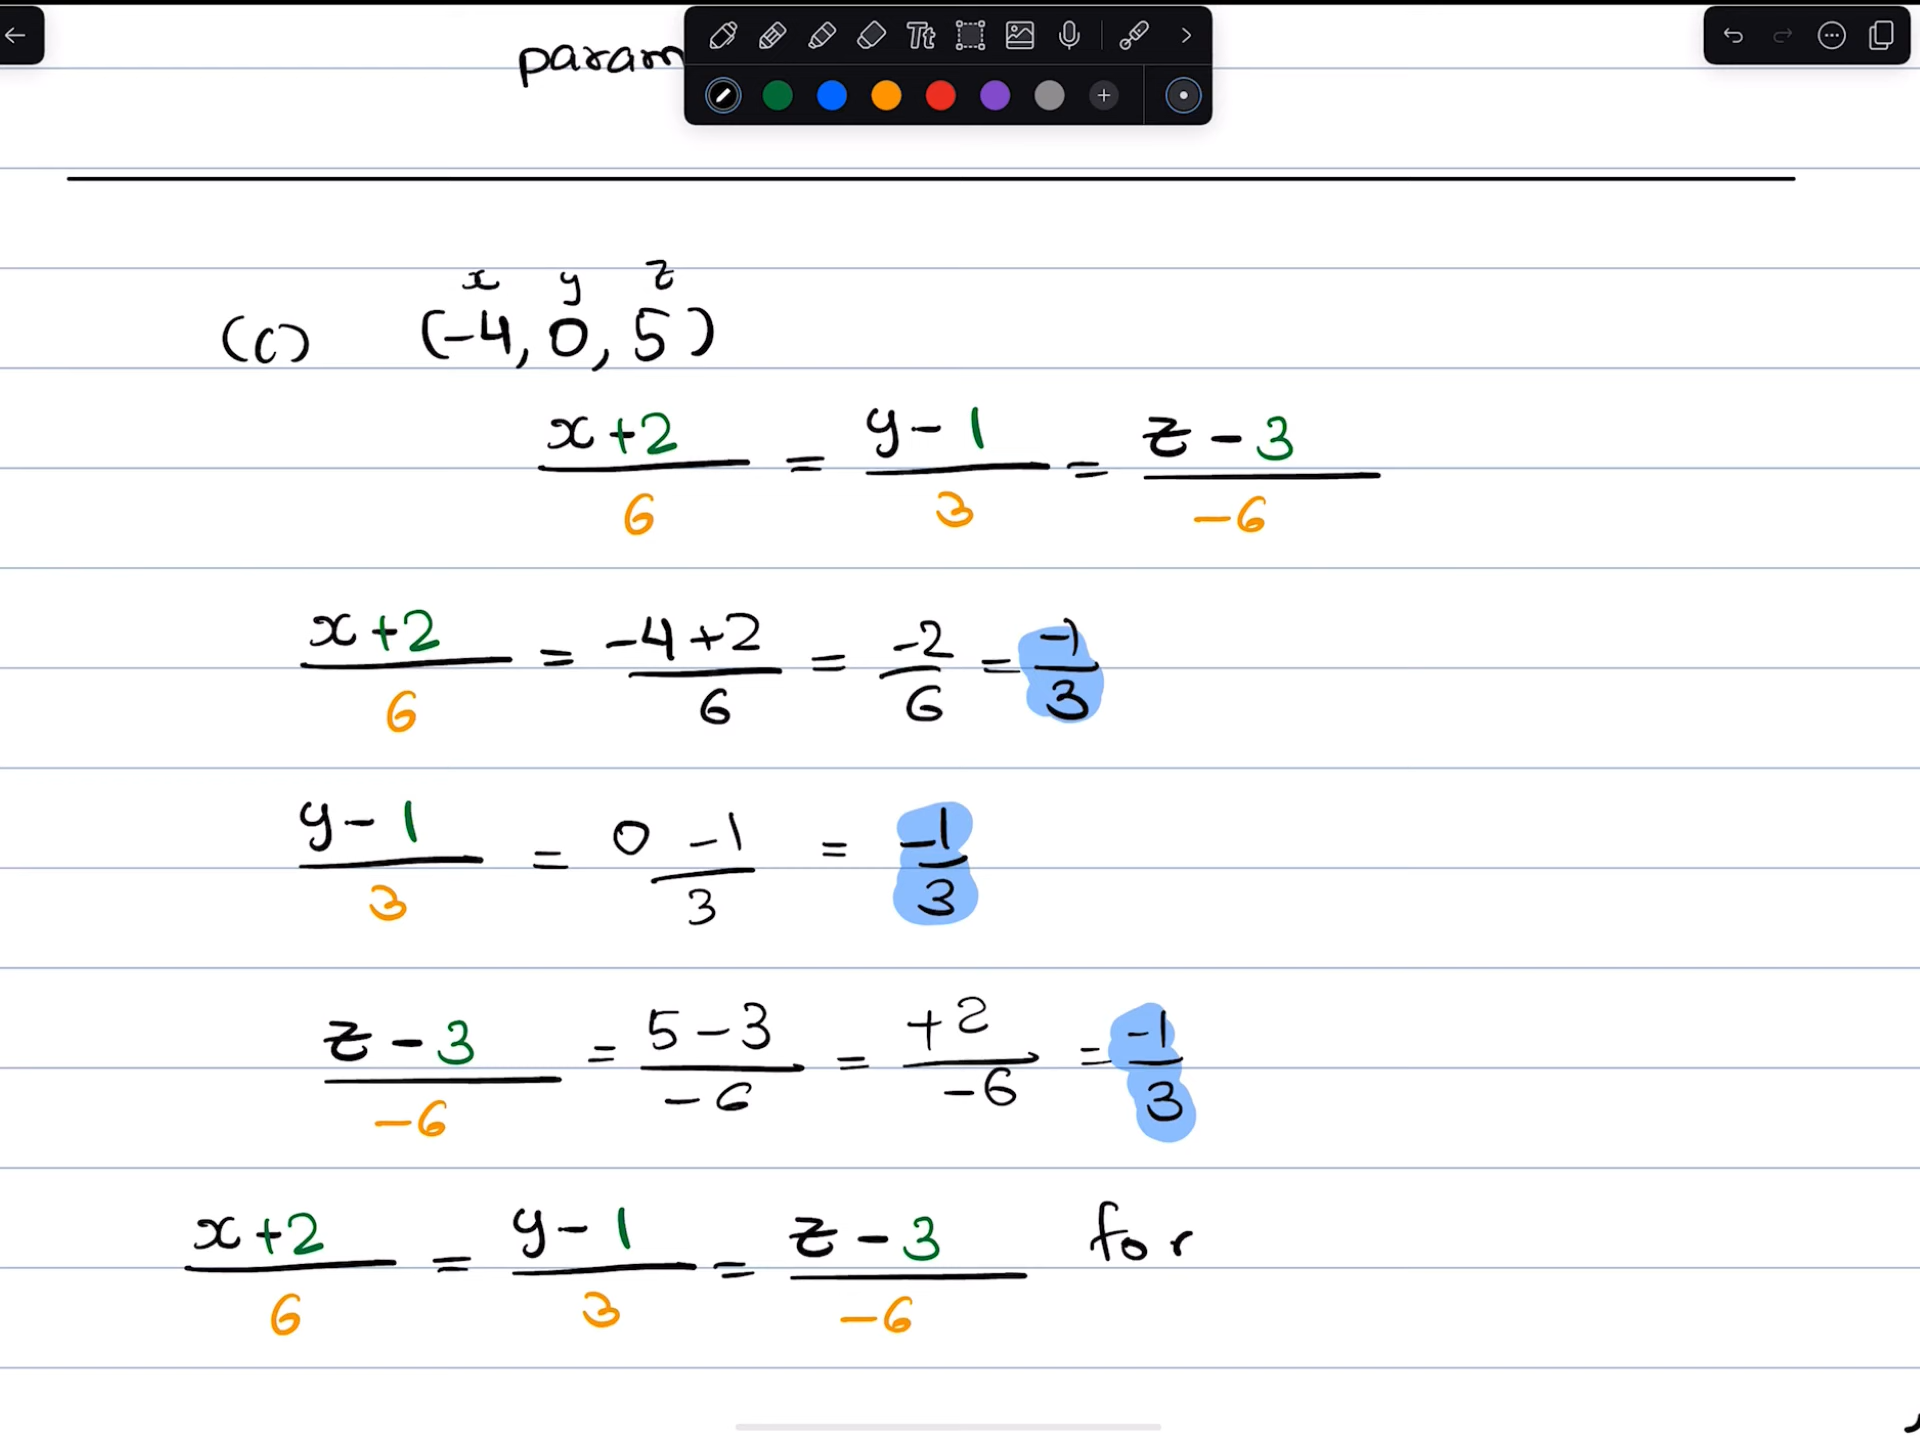 param
Tt
x y z
(c) (-4, 0, 5)
x+2/6 = y-1/3 = z-3/-6
x+2/6 = -4+2/6 = -2/6 = -1/3
y-1/3 = 0-1/3 = -1/3
z-3/-6 = 5-3/-6 = +2/-6 = -1/3
x+2/6 = y-1/3 = z-3/-6 for